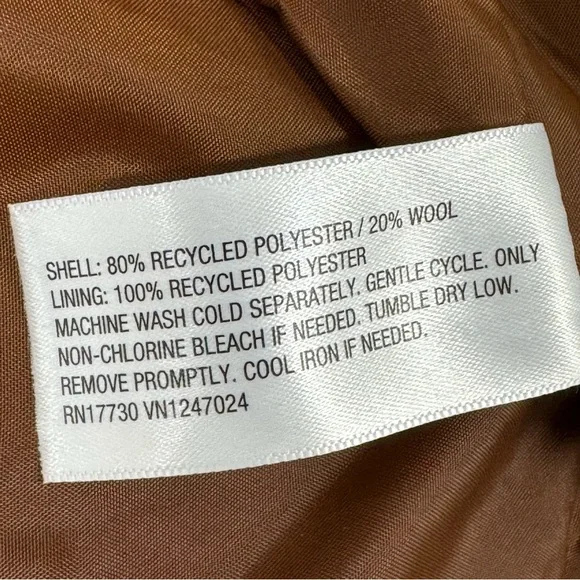 SHELL: 80% RECYCLED POLYESTER / 20% WOOL
LINING: 100% RECYCLED POLYESTER
MACHINE WASH COLD SEPARATELY. GENTLE CYCLE. ONLY
NON-CHLORINE BLEACH IF NEEDED. TUMBLE DRY LOW.
REMOVE PROMPTLY. COOL IRON IF NEEDED.
RN17730 VN1247024